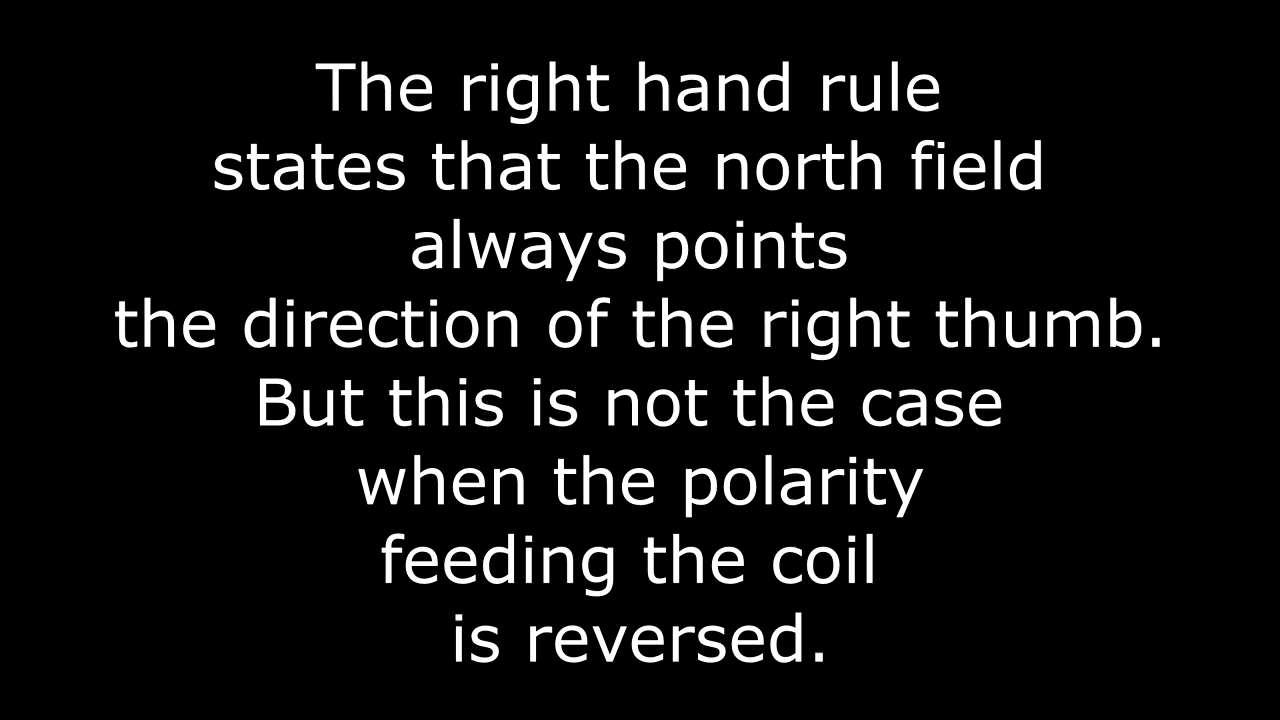 The right hand rule
states that the north field
always points
the direction of the right thumb.
But this is not the case
when the polarity
feeding the coil
is reversed.